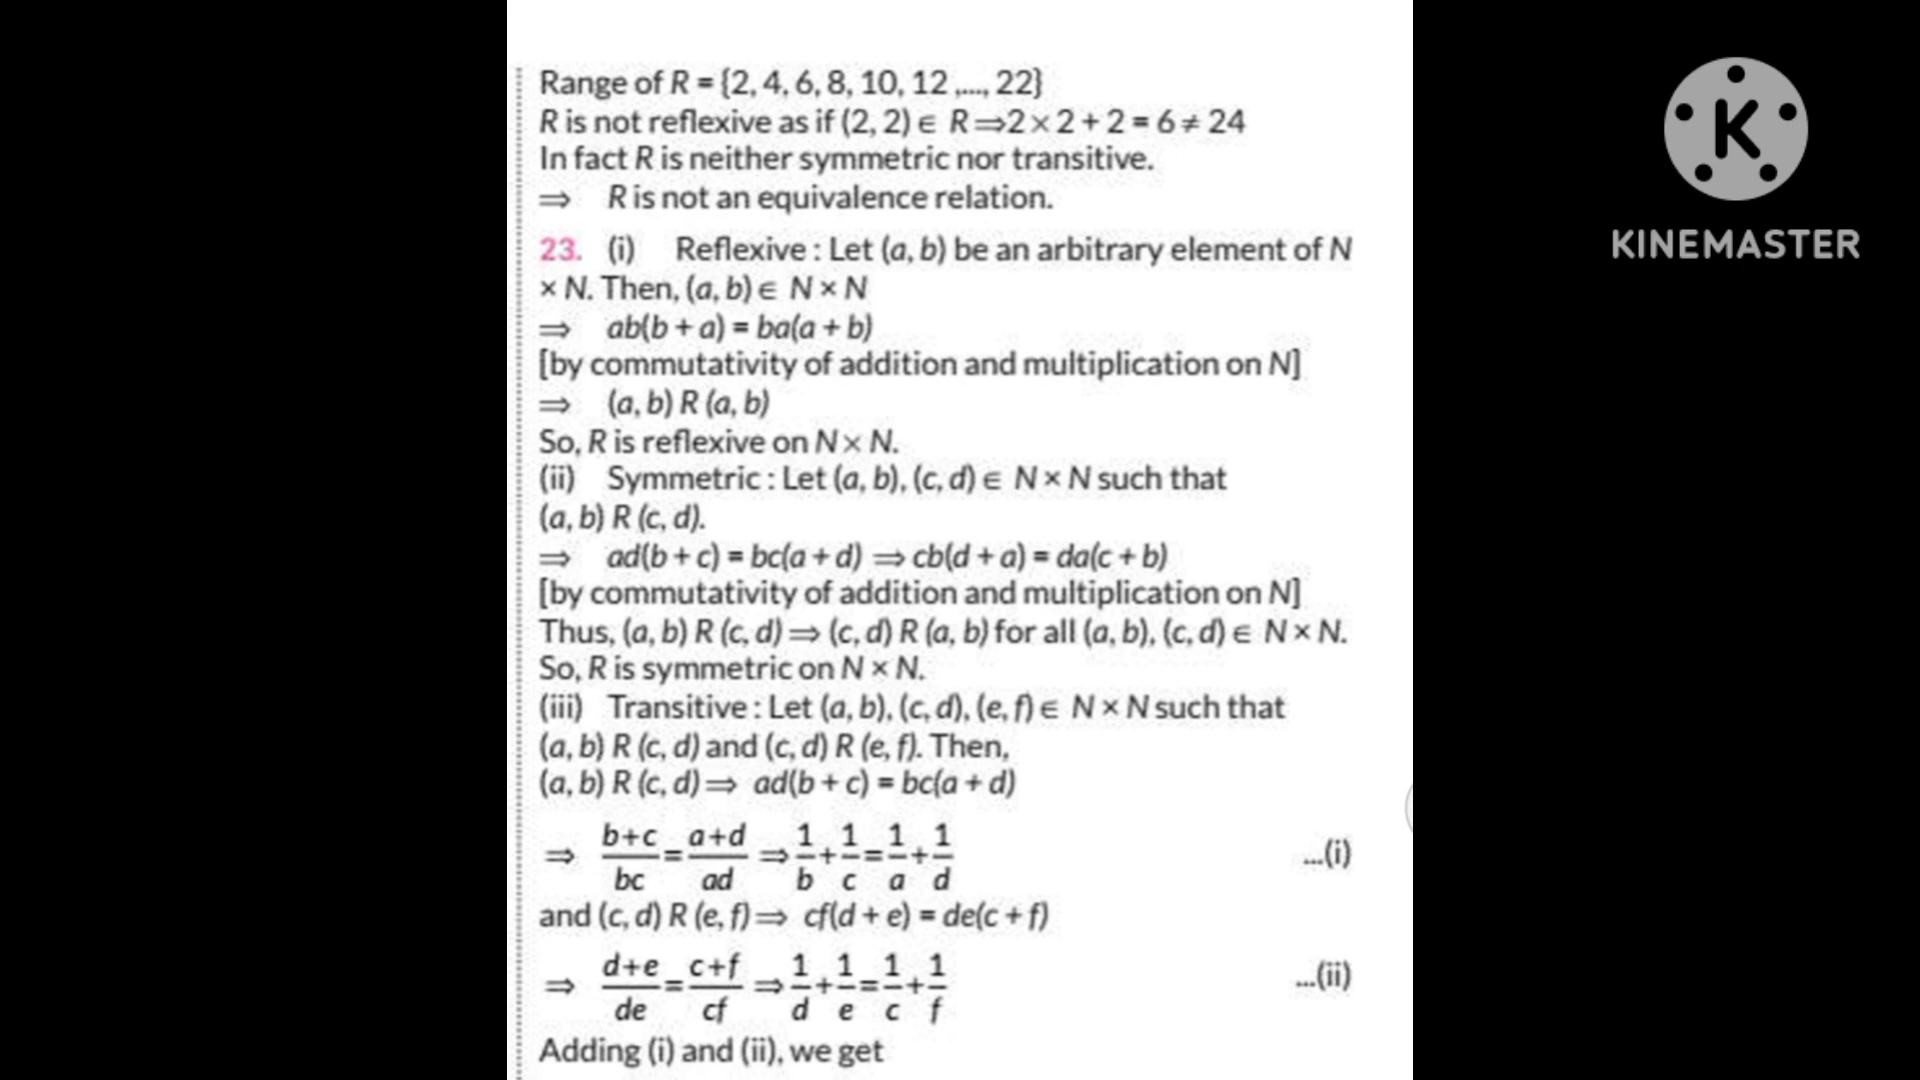 Range of R = {2, 4, 6, 8, 10, 12 ,..., 22}
R is not reflexive as if (2, 2) ∈ R ⇒ 2 × 2 + 2 = 6 ≠ 24
In fact R is neither symmetric nor transitive.
⇒ R is not an equivalence relation.
23. (i) Reflexive : Let (a, b) be an arbitrary element of N
× N. Then, (a, b) ∈ N × N
⇒ ab(b + a) = ba(a + b)
[by commutativity of addition and multiplication on N]
⇒ (a, b) R (a, b)
So, R is reflexive on N × N.
(ii) Symmetric : Let (a, b), (c, d) ∈ N × N such that
(a, b) R (c, d).
⇒ ad(b + c) = bc(a + d) ⇒ cb(d + a) = da(c + b)
[by commutativity of addition and multiplication on N]
Thus, (a, b) R (c, d) ⇒ (c, d) R (a, b) for all (a, b), (c, d) ∈ N × N.
So, R is symmetric on N × N.
(iii) Transitive : Let (a, b), (c, d), (e, f) ∈ N × N such that
(a, b) R (c, d) and (c, d) R (e, f). Then,
(a, b) R (c, d) ⇒ ad(b + c) = bc(a + d)
⇒ (b+c)/bc = (a+d)/ad ⇒ 1/b + 1/c = 1/a + 1/d ...(i)
and (c, d) R (e, f) ⇒ cf(d + e) = de(c + f)
⇒ (d+e)/de = (c+f)/cf ⇒ 1/d + 1/e = 1/c + 1/f ...(ii)
Adding (i) and (ii), we get
K
KINEMASTER